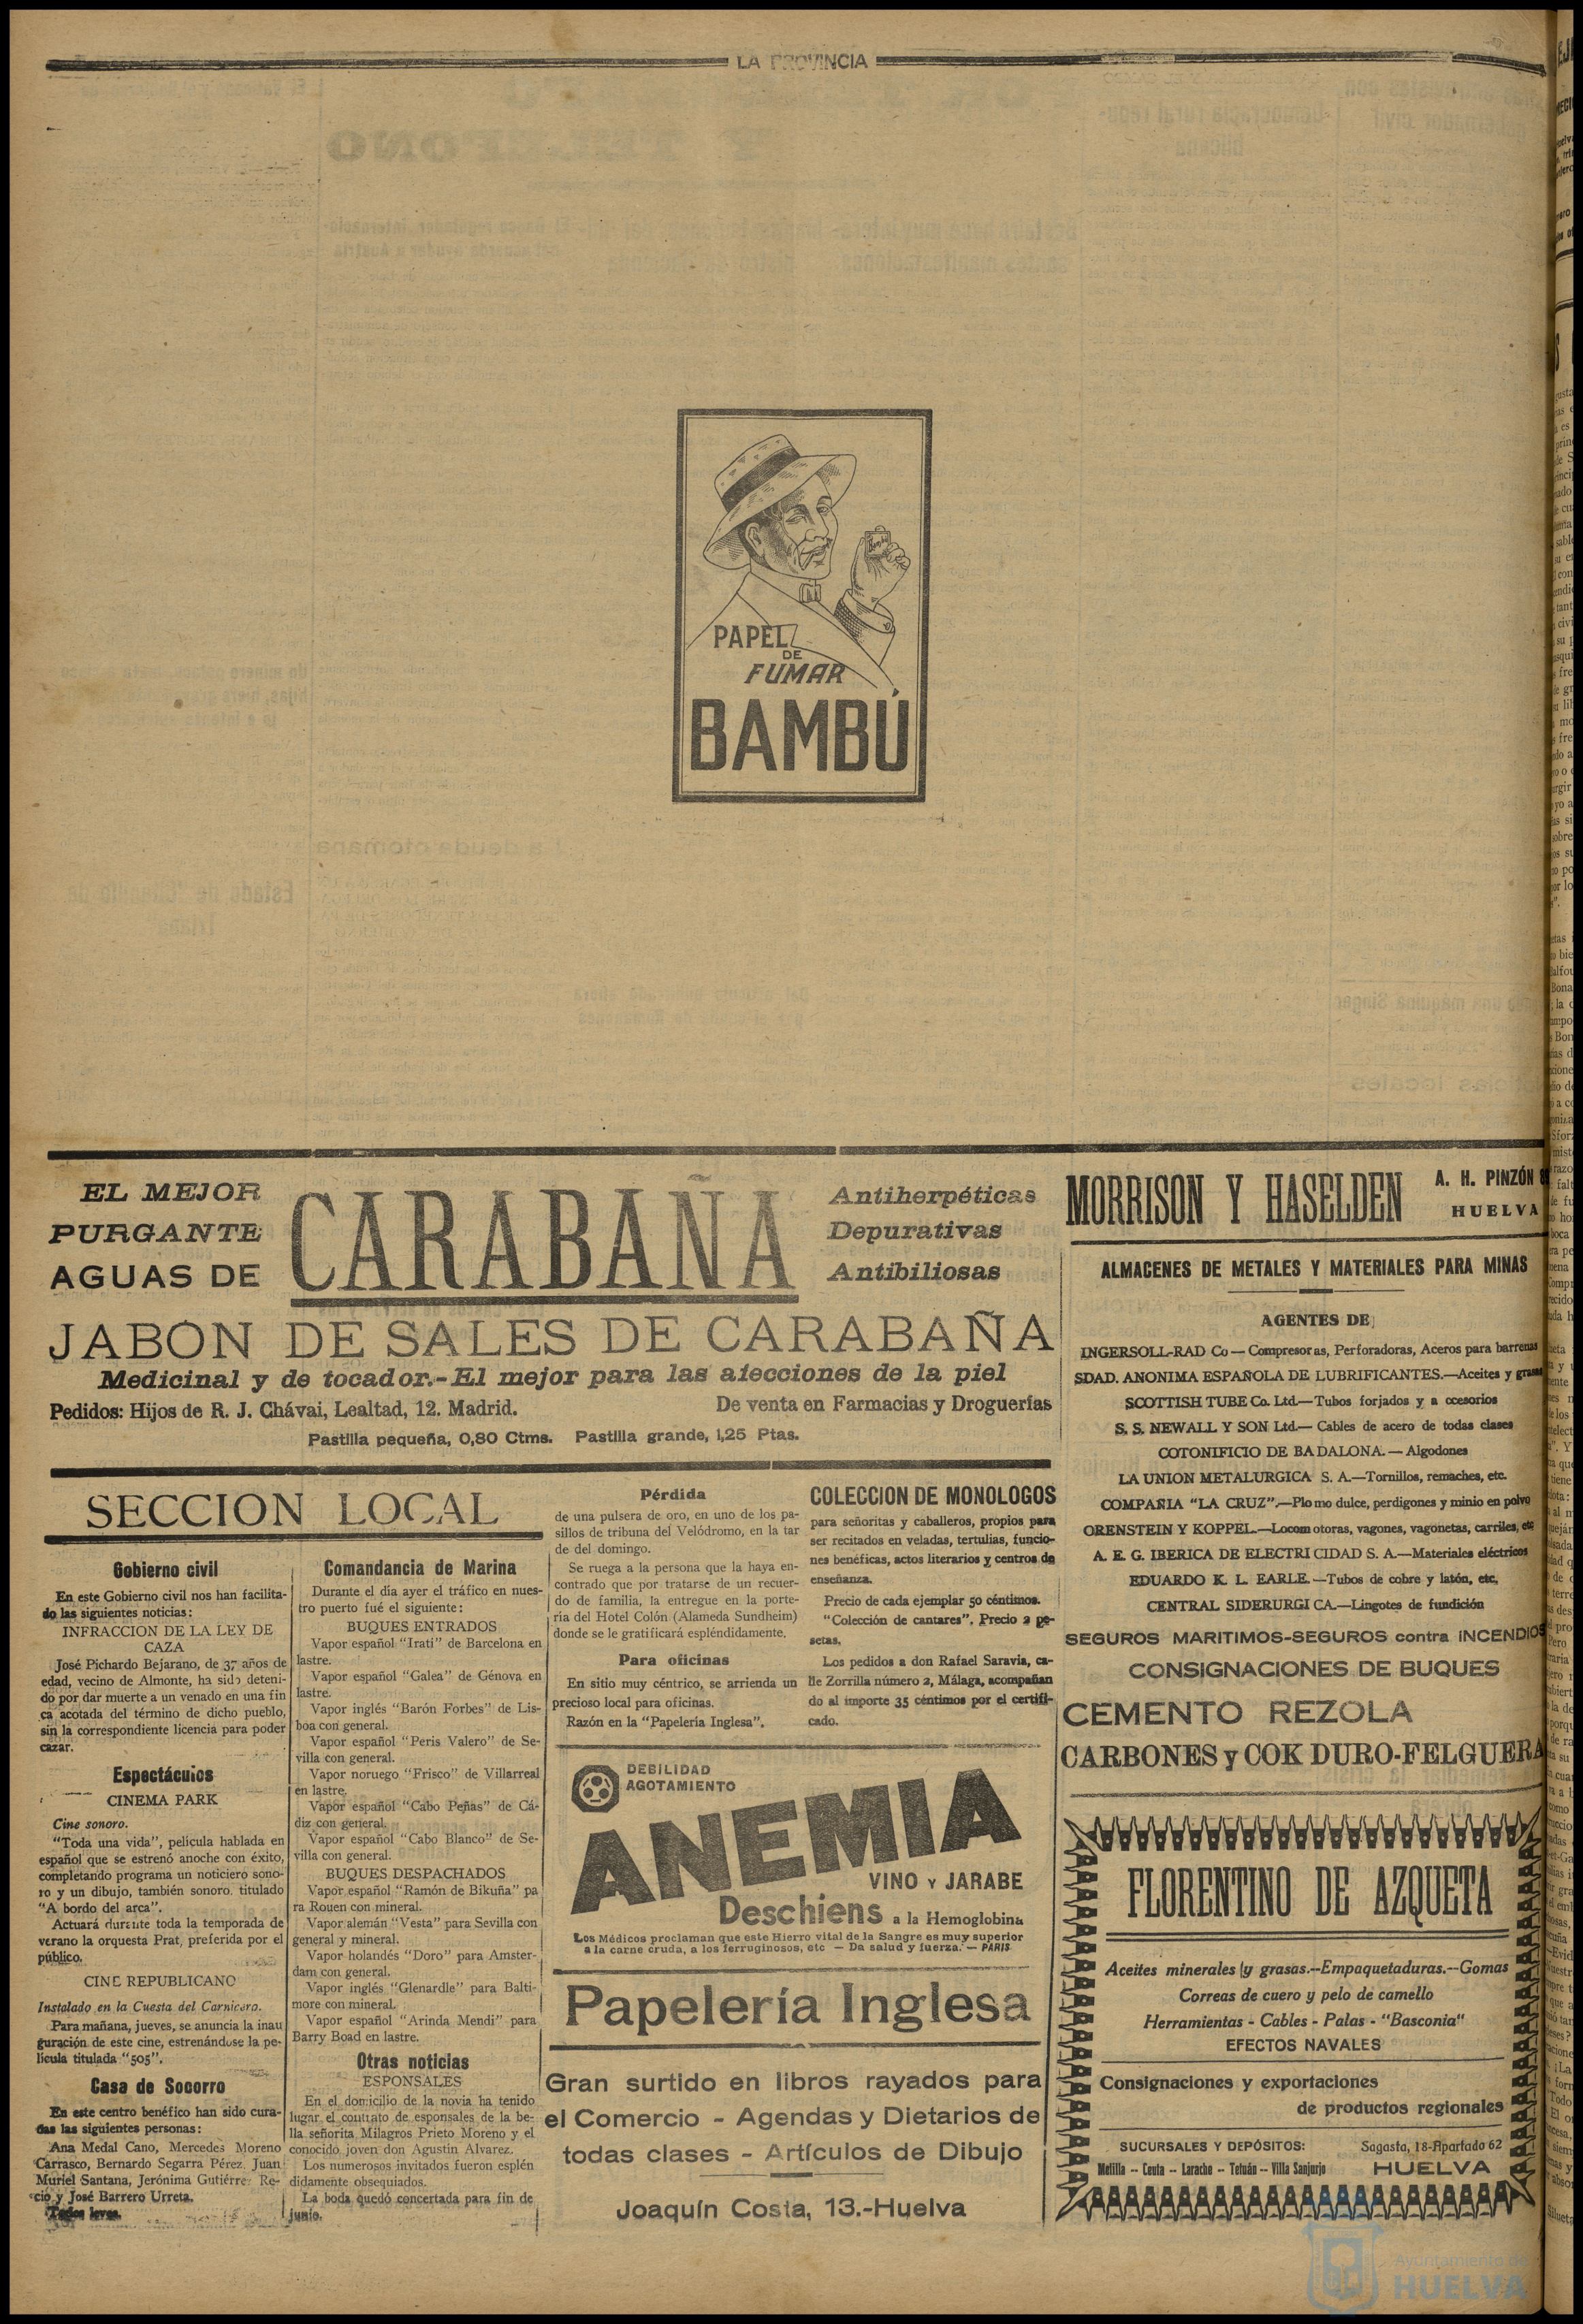 LA PROVINCIA
PAPEL
DE
FUMAR
BAMBÚ
EL MEJOR
PURGANTE
AGUAS DE
CARABAÑA
Antiherpéticas
Depurativas
Antibiliosas
JABON DE SALES DE CARABAÑA
Medicinal y de tocador.-El mejor para las afecciones de la piel
Pedidos: Hijos de R. J. Chávai, Lealtad, 12. Madrid.
De venta en Farmacias y Droguerías
Pastilla pequeña, 0,80 Ctms. Pastilla grande, 1,25 Ptas.
SECCION LOCAL
Gobierno civil
En este Gobierno civil nos han facilita-
do las siguientes noticias:
INFRACCION DE LA LEY DE
CAZA
José Pichardo Bejarano, de 37 años de
edad, vecino de Almonte, ha sido deteni-
do por dar muerte a un venado en una fin
ca acotada del término de dicho pueblo,
sin la correspondiente licencia para poder
cazar.
Espectáculos
CINEMA PARK
Cine sonoro.
"Toda una vida", película hablada en
español que se estrenó anoche con éxito,
completando programa un noticiero sono-
ro y un dibujo, también sonoro, titulado
"A bordo del arca".
Actuará durante toda la temporada de
verano la orquesta Prat, preferida por el
público.
CINE REPUBLICANO
Instalado en la Cuesta del Carnicero.
Para mañana, jueves, se anuncia la inau
guración de este cine, estrenándose la pe-
lícula titulada "505".
Casa de Socorro
En este centro benéfico han sido cura-
das las siguientes personas:
Ana Medal Cano, Mercedes Moreno
Carrasco, Bernardo Segarra Pérez, Juan
Muriel Santana, Jerónima Gutiérrez Re-
cio y José Barrero Urreta.
Todos leves.
Comandancia de Marina
Durante el día ayer el tráfico en nues-
tro puerto fué el siguiente:
BUQUES ENTRADOS
Vapor español "Irati" de Barcelona en
lastre.
Vapor español "Galea" de Génova en
lastre.
Vapor inglés "Barón Forbes" de Lis-
boa con general.
Vapor español "Peris Valero" de Se-
villa con general.
Vapor noruego "Frisco" de Villarreal
en lastre.
Vapor español "Cabo Peñas" de Cá-
diz con general.
Vapor español "Cabo Blanco" de Se-
villa con general.
BUQUES DESPACHADOS
Vapor español "Ramón de Bikuña" pa
ra Rouen con mineral.
Vapor alemán "Vesta" para Sevilla con
general y mineral.
Vapor holandés "Doro" para Amster-
dam con general.
Vapor inglés "Glenardle" para Balti-
more con mineral.
Vapor español "Arinda Mendi" para
Barry Boad en lastre.
Otras noticias
ESPONSALES
En el domicilio de la novia ha tenido
lugar el contrato de esponsales de la be-
lla señorita Milagros Prieto Moreno y el
conocido joven don Agustín Alvarez.
Los numerosos invitados fueron esplén
didamente obsequiados.
La boda quedó concertada para fin de
junio.
Pérdida
de una pulsera de oro, en uno de los pa-
sillos de tribuna del Velódromo, en la tar
de del domingo.
Se ruega a la persona que la haya en-
contrado que por tratarse de un recuer-
do de familia, la entregue en la porte-
ría del Hotel Colón (Alameda Sundheim)
donde se le gratificará espléndidamente.
Para oficinas
En sitio muy céntrico, se arrienda un
precioso local para oficinas.
Razón en la "Papelería Inglesa".
COLECCION DE MONOLOGOS
para señoritas y caballeros, propios para
ser recitados en veladas, tertulias, funcio-
nes benéficas, actos literarios y centros de
enseñanza.
Precio de cada ejemplar 50 céntimos.
"Colección de cantares". Precio 2 pe-
setas.
Los pedidos a don Rafael Saravia, ca-
lle Zorrilla número 2, Málaga, acompañan
do al importe 35 céntimos por el certifi-
cado.
DEBILIDAD
AGOTAMIENTO
ANEMIA
VINO Y JARABE
Deschiens a la Hemoglobina
Los Médicos proclaman que este Hierro vital de la Sangre es muy superior
a la carne cruda, a los ferruginosos, etc — Da salud y fuerza. — PARIS
Papelería Inglesa
Gran surtido en libros rayados para
el Comercio - Agendas y Dietarios de
todas clases - Artículos de Dibujo
Joaquín Costa, 13.-Huelva
MORRISON Y HASELDEN
A. H. PINZÓN
HUELVA
ALMACENES DE METALES Y MATERIALES PARA MINAS
AGENTES DE
INGERSOLL-RAD Co — Compresoras, Perforadoras, Aceros para barrenas
SDAD. ANONIMA ESPAÑOLA DE LUBRIFICANTES.—Aceites y grasas
SCOTTISH TUBE Co. Ltd.—Tubos forjados y a ccesorios
S. S. NEWALL Y SON Ltd.— Cables de acero de todas clases
COTONIFICIO DE BADALONA. — Algodones
LA UNION METALURGICA S. A.—Tornillos, remaches, etc.
COMPAÑIA "LA CRUZ".—Plomo dulce, perdigones y minio en polvo
ORENSTEIN Y KOPPEL.—Locomotoras, vagones, vagonetas, carriles, etc
A. E. G. IBERICA DE ELECTRICIDAD S. A.—Materiales eléctricos
EDUARDO K. L. EARLE.—Tubos de cobre y latón, etc.
CENTRAL SIDERURGICA.—Lingotes de fundición
SEGUROS MARITIMOS-SEGUROS contra INCENDIOS
CONSIGNACIONES DE BUQUES
CEMENTO REZOLA
CARBONES y COK DURO-FELGUERA
FLORENTINO DE AZQUETA
Aceites minerales y grasas.--Empaquetaduras.--Gomas
Correas de cuero y pelo de camello
Herramientas - Cables - Palas - "Basconia"
EFECTOS NAVALES
Consignaciones y exportaciones
de productos regionales
SUCURSALES Y DEPÓSITOS:
Melilla -- Ceuta -- Larache -- Tetuán -- Villa Sanjurjo
Sagasta, 18-Apartado 62
HUELVA
Ayuntamiento de
HUELVA